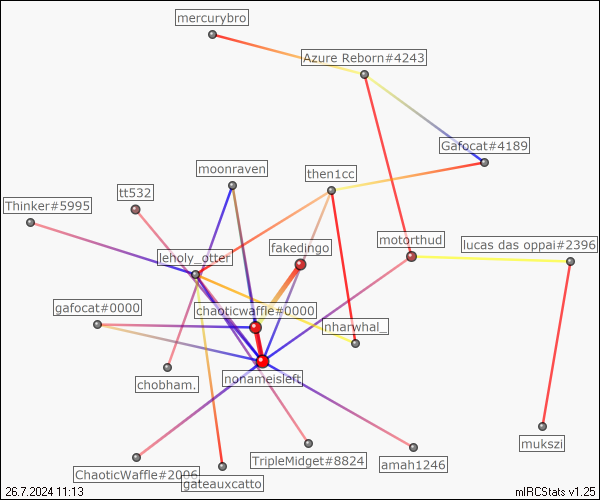 mercurybro
Azure Reborn#4243
Gafocat#4189
moonraven
then1cc
Thinker#5995
tt532
motorthud
lucas das oppai#2396
fakedingo
leholy_otter
gafocat#0000
chaoticwaffle#0000
nharwhal_
nonameisleft
chobham.
mukszi
TripleMidget#8824
amah1246
ChaoticWaffle#2006
gateauxcatto
26.7.2024 11:13
mIRCStats v1.25